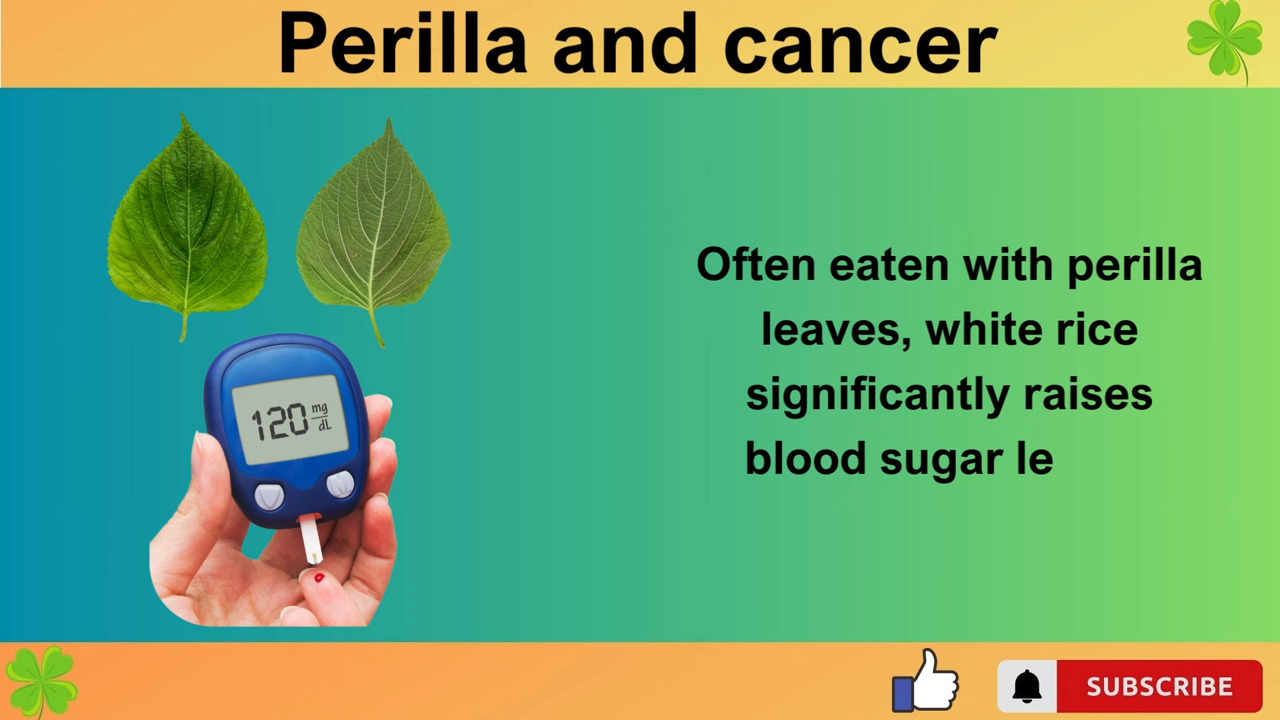 Perilla and cancer
Often eaten with perilla
leaves, white rice
significantly raises
blood sugar le
120 mg
dL
SUBSCRIBE